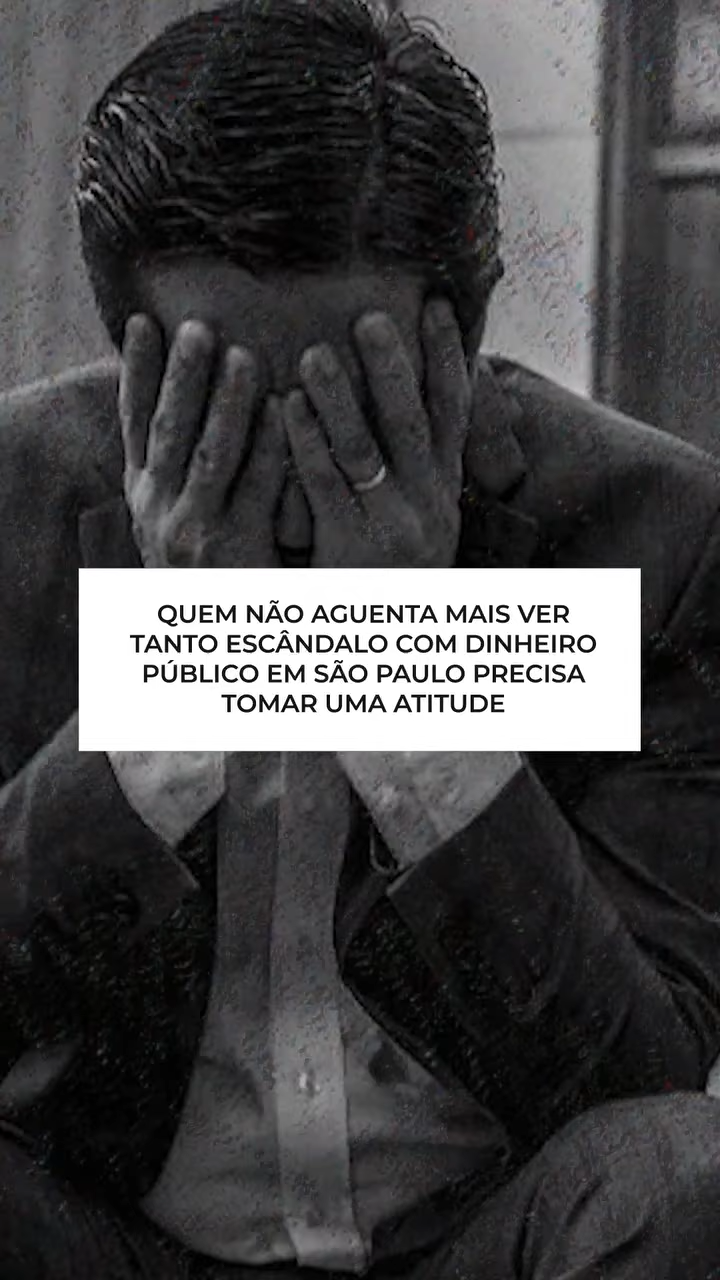 QUEM NÃO AGUENTA MAIS VER
TANTO ESCÂNDALO COM DINHEIRO
PÚBLICO EM SÃO PAULO PRECISA
TOMAR UMA ATITUDE